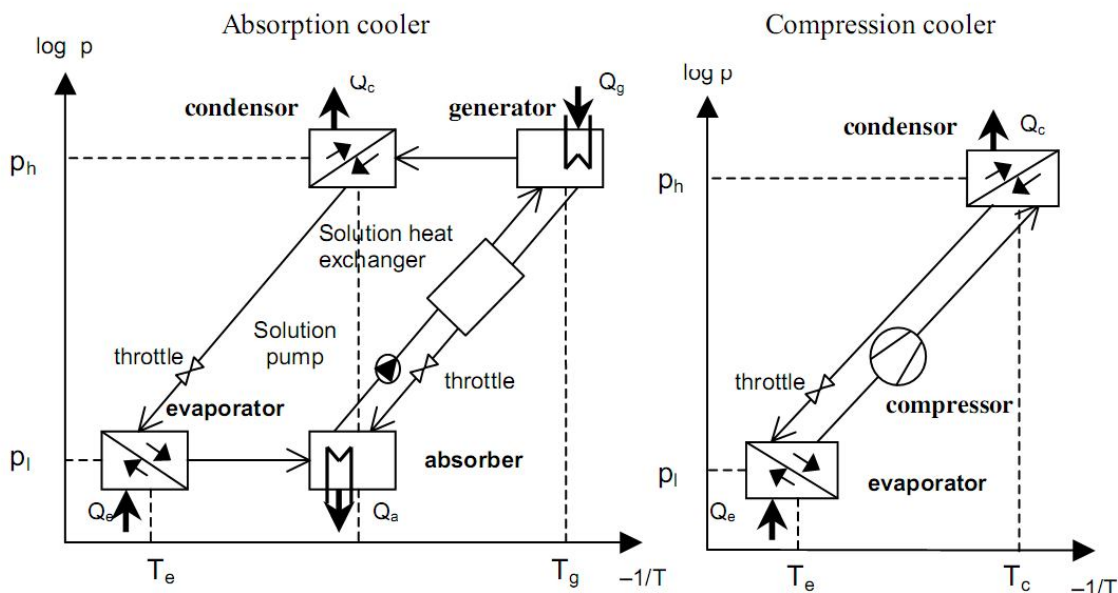 Absorption cooler
log p
Q_c
condensor
generator
Q_g
p_h
Solution heat
exchanger
Solution
pump
throttle
throttle
evaporator
p_l
absorber
Q_e
Q_a
T_e
T_g
–1/T
Compression cooler
log p
condensor
Q_c
p_h
throttle
compressor
p_l
evaporator
Q_e
T_e
T_c
–1/T